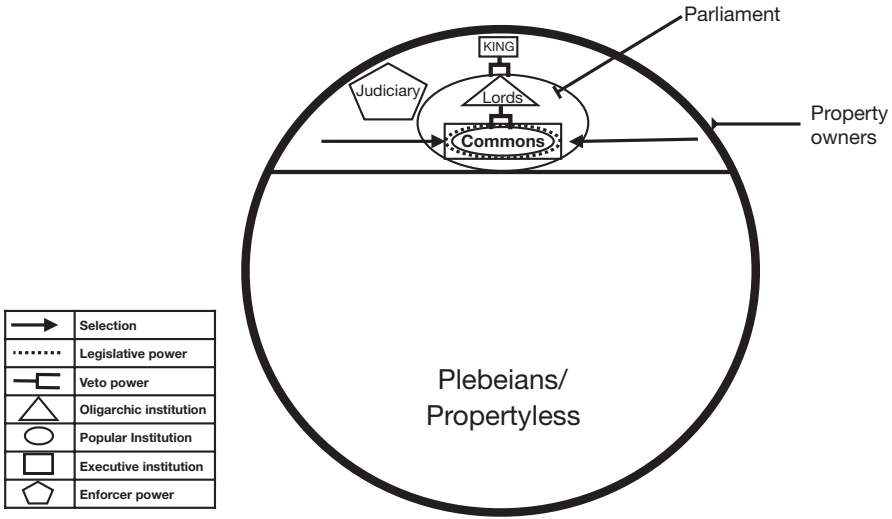 Parliament
KING
Judiciary
Lords
Property
owners
Commons
Selection
Legislative power
Veto power
Plebeians/
Propertyless
Oligarchic institution
Popular Institution
Executive institution
Enforcer power